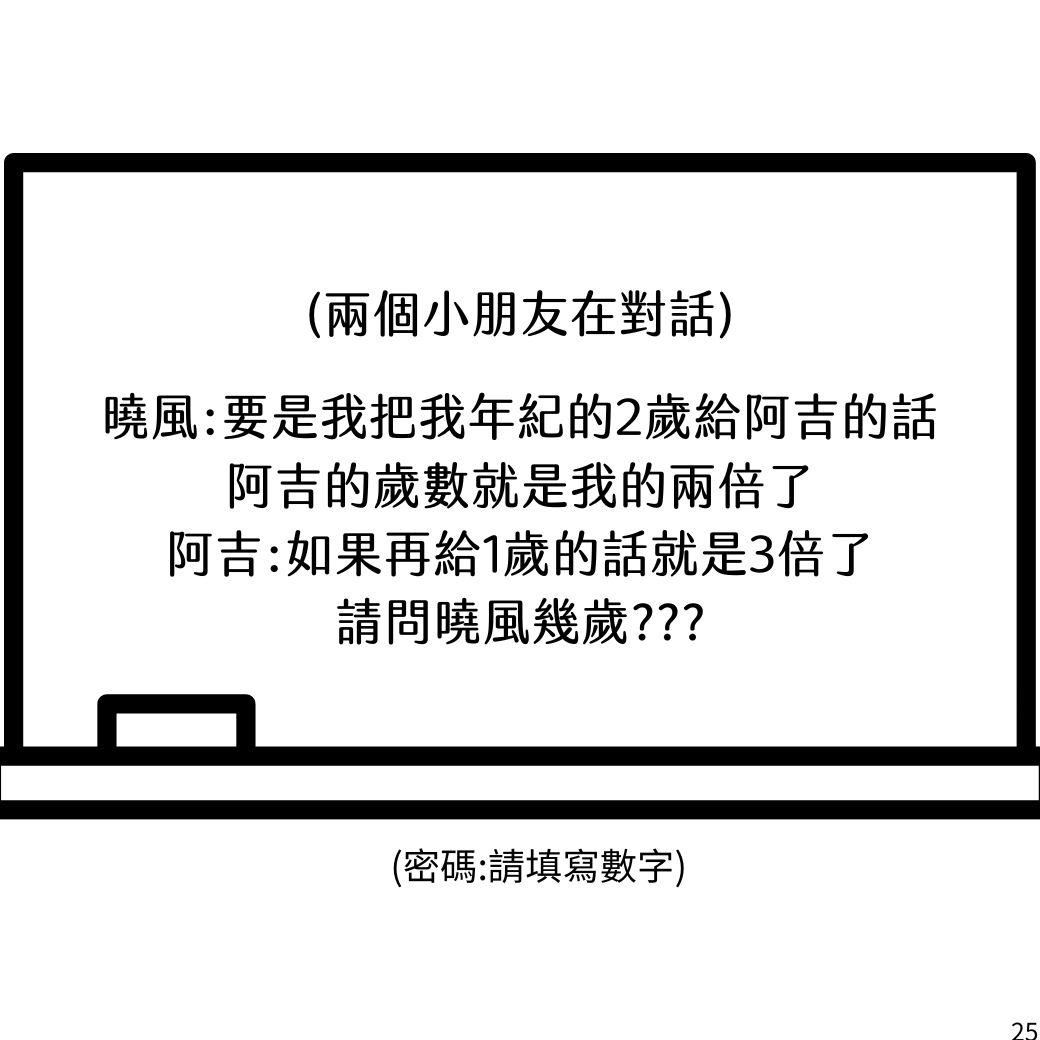 (兩個小朋友在對話)
曉風:要是我把我年紀的2歲給阿吉的話
阿吉的歲數就是我的兩倍了
阿吉:如果再給1歲的話就是3倍了
請問曉風幾歲???
(密碼:請填寫數字)
25